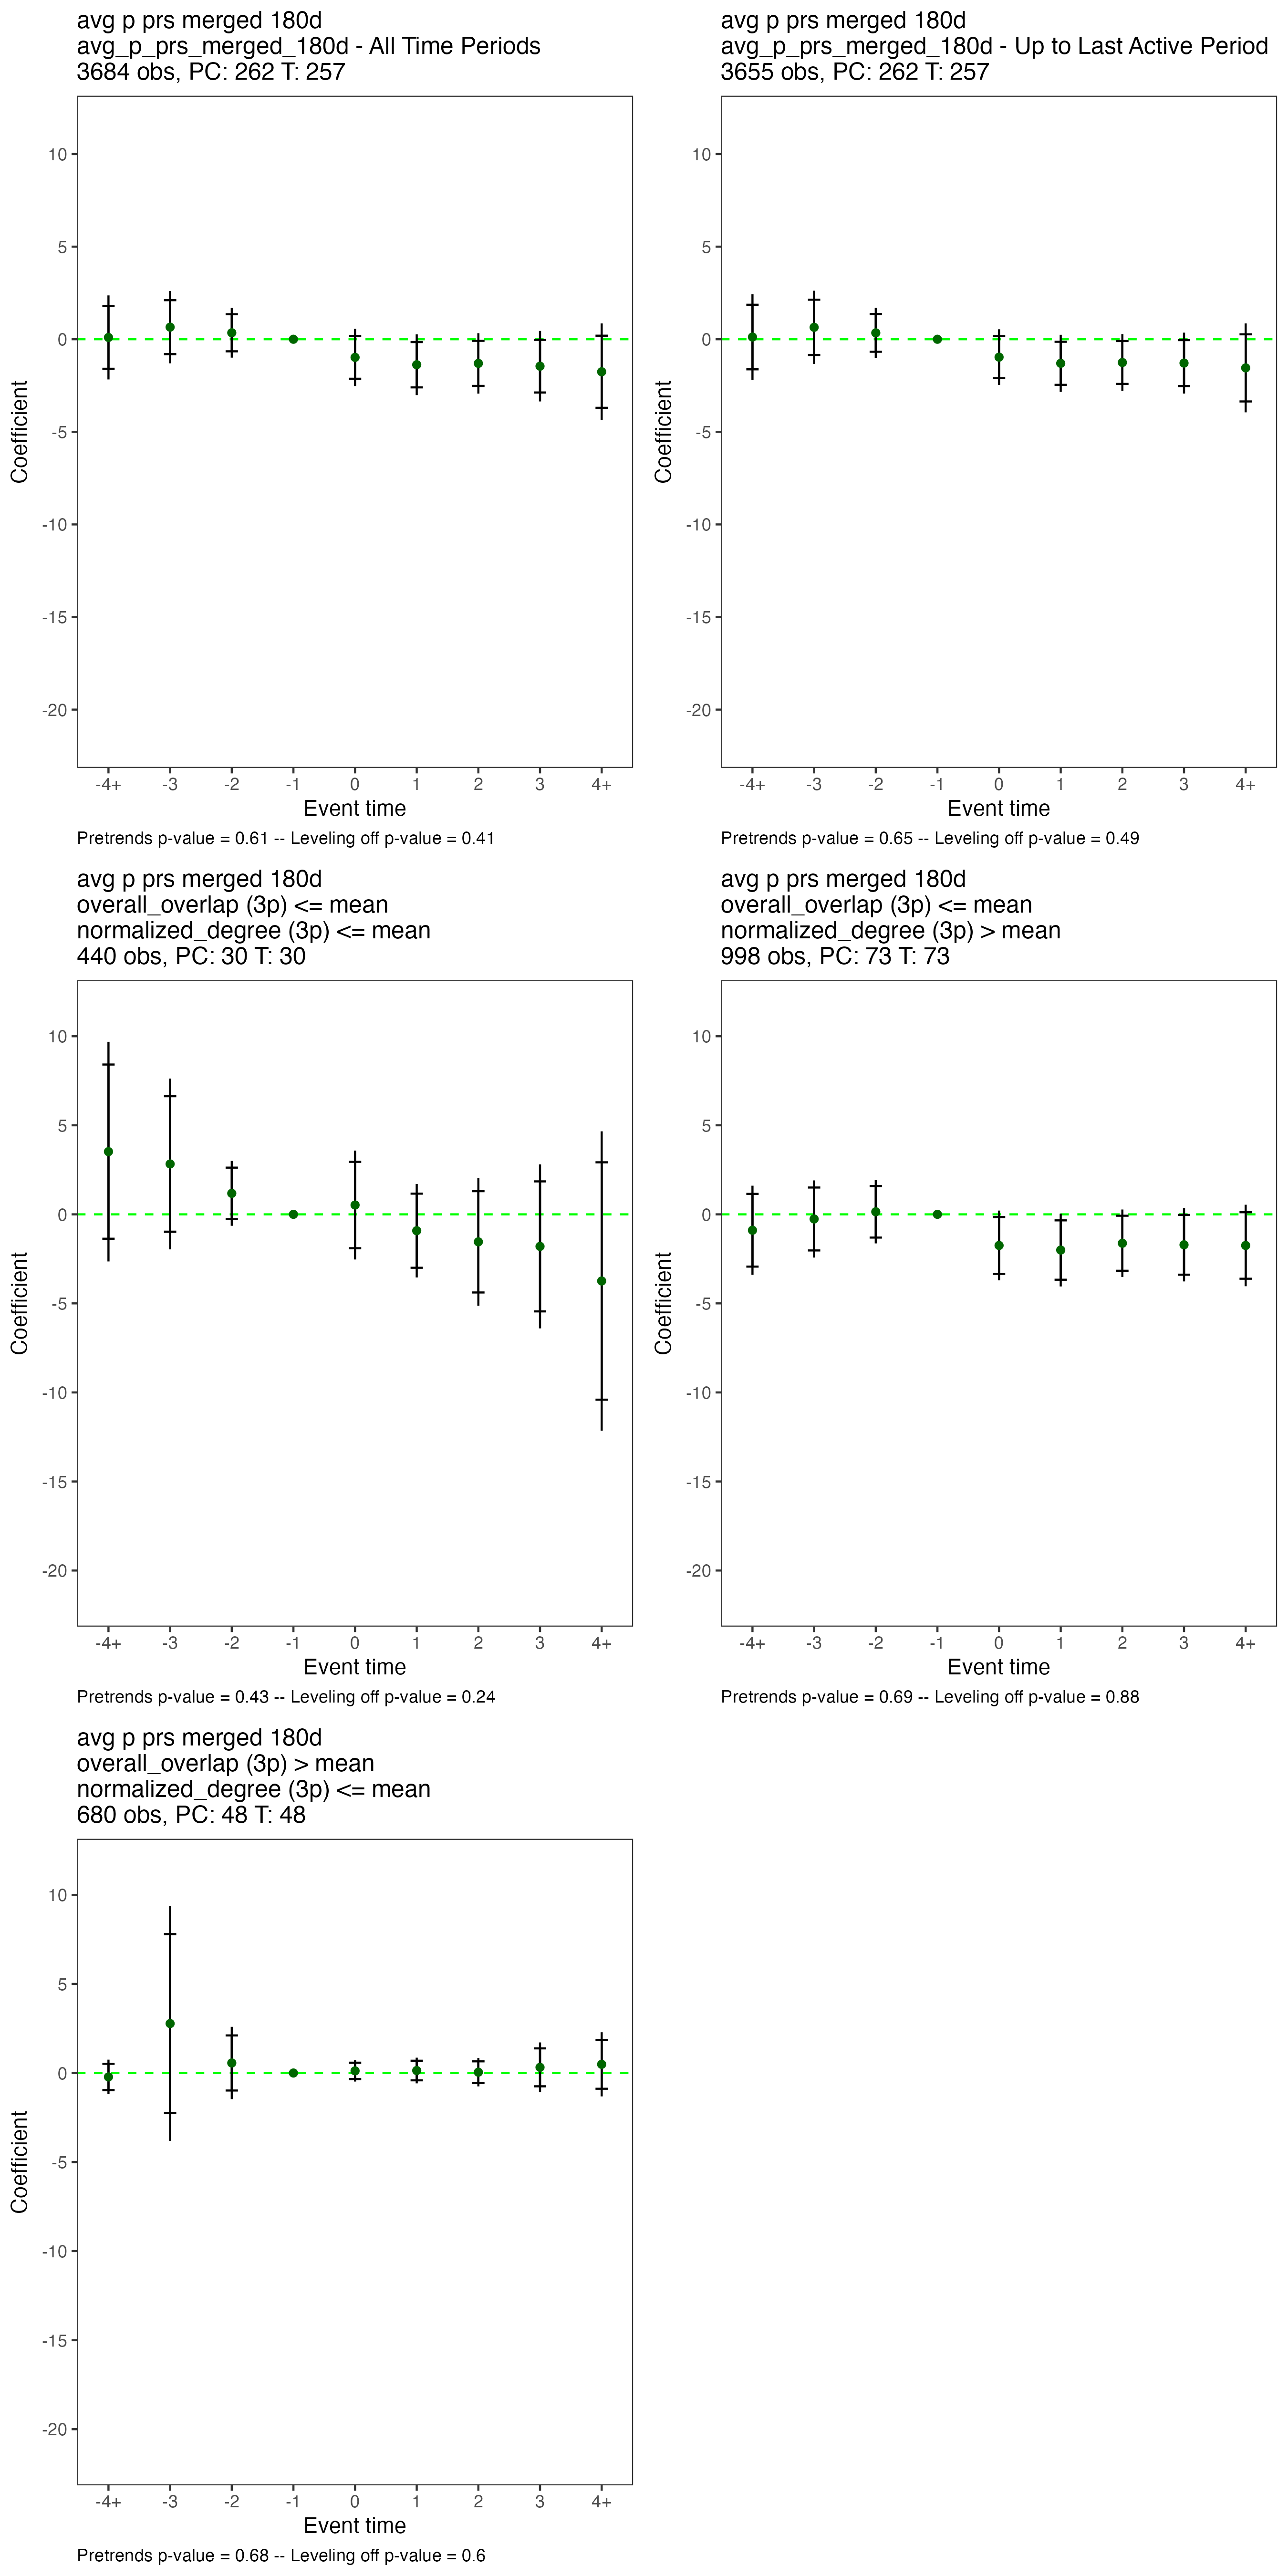 avg p prs merged 180d
avg_p_prs_merged_180d - All Time Periods
3684 obs, PC: 262 T: 257
10
5
0
-5
-10
-15
-20
Coefficient
-4+ -3 -2 -1 0 1 2 3 4+
Event time
Pretrends p-value = 0.61 -- Leveling off p-value = 0.41
avg p prs merged 180d
avg_p_prs_merged_180d - Up to Last Active Period
3655 obs, PC: 262 T: 257
10
5
0
-5
-10
-15
-20
Coefficient
-4+ -3 -2 -1 0 1 2 3 4+
Event time
Pretrends p-value = 0.65 -- Leveling off p-value = 0.49
avg p prs merged 180d
overall_overlap (3p) <= mean
normalized_degree (3p) <= mean
440 obs, PC: 30 T: 30
10
5
0
-5
-10
-15
-20
Coefficient
-4+ -3 -2 -1 0 1 2 3 4+
Event time
Pretrends p-value = 0.43 -- Leveling off p-value = 0.24
avg p prs merged 180d
overall_overlap (3p) <= mean
normalized_degree (3p) > mean
998 obs, PC: 73 T: 73
10
5
0
-5
-10
-15
-20
Coefficient
-4+ -3 -2 -1 0 1 2 3 4+
Event time
Pretrends p-value = 0.69 -- Leveling off p-value = 0.88
avg p prs merged 180d
overall_overlap (3p) > mean
normalized_degree (3p) <= mean
680 obs, PC: 48 T: 48
10
5
0
-5
-10
-15
-20
Coefficient
-4+ -3 -2 -1 0 1 2 3 4+
Event time
Pretrends p-value = 0.68 -- Leveling off p-value = 0.6